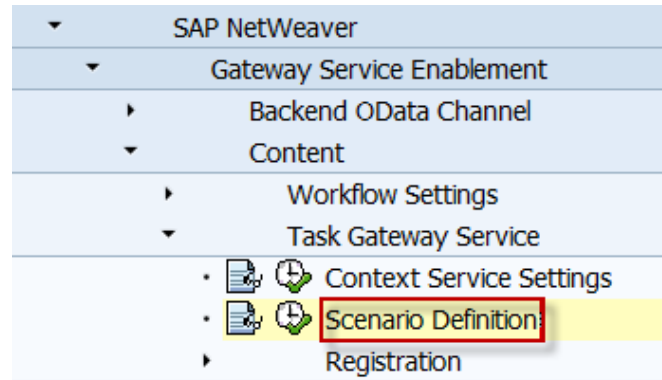 SAP NetWeaver
Gateway Service Enablement
Backend OData Channel
Content
Workflow Settings
Task Gateway Service
Context Service Settings
Scenario Definition
Registration